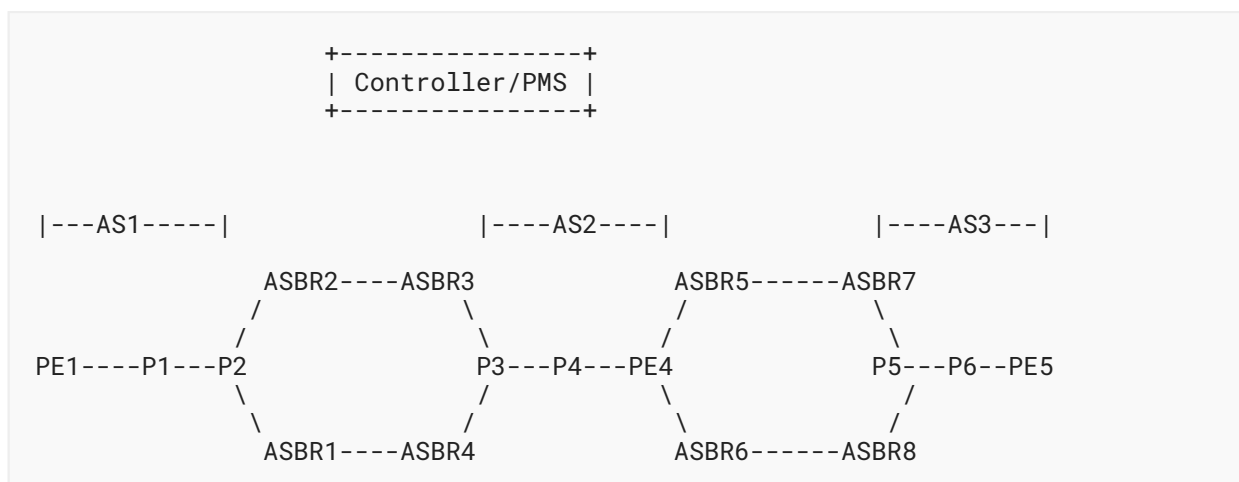 +----------------+
| Controller/PMS |
+----------------+
|---AS1-----|                 |----AS2----|              |----AS3---|
ASBR2----ASBR3             ASBR5------ASBR7
/             \             /             \
/               \           /               \
PE1----P1---P2                P3---P4---PE4             P5---P6--PE5
\               /           \               /
\             /             \             /
ASBR1----ASBR4             ASBR6------ASBR8